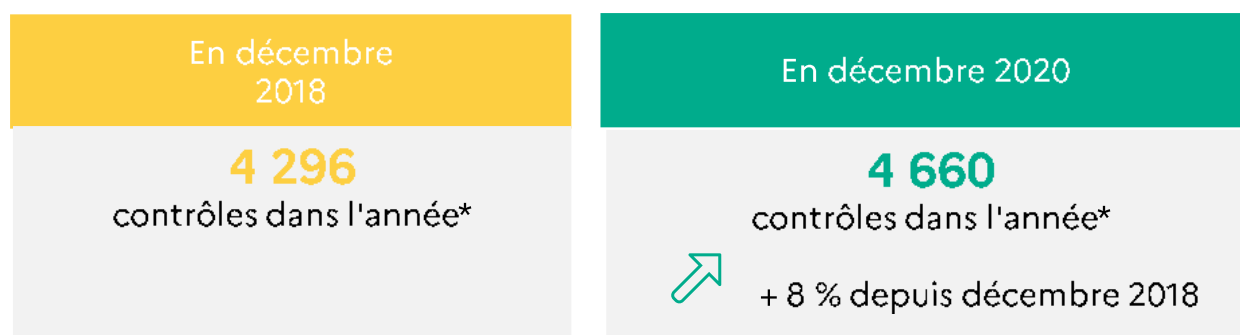 En décembre
2018
4 296
contrôles dans l'année*
En décembre 2020
4 660
contrôles dans l'année*
+ 8 % depuis décembre 2018